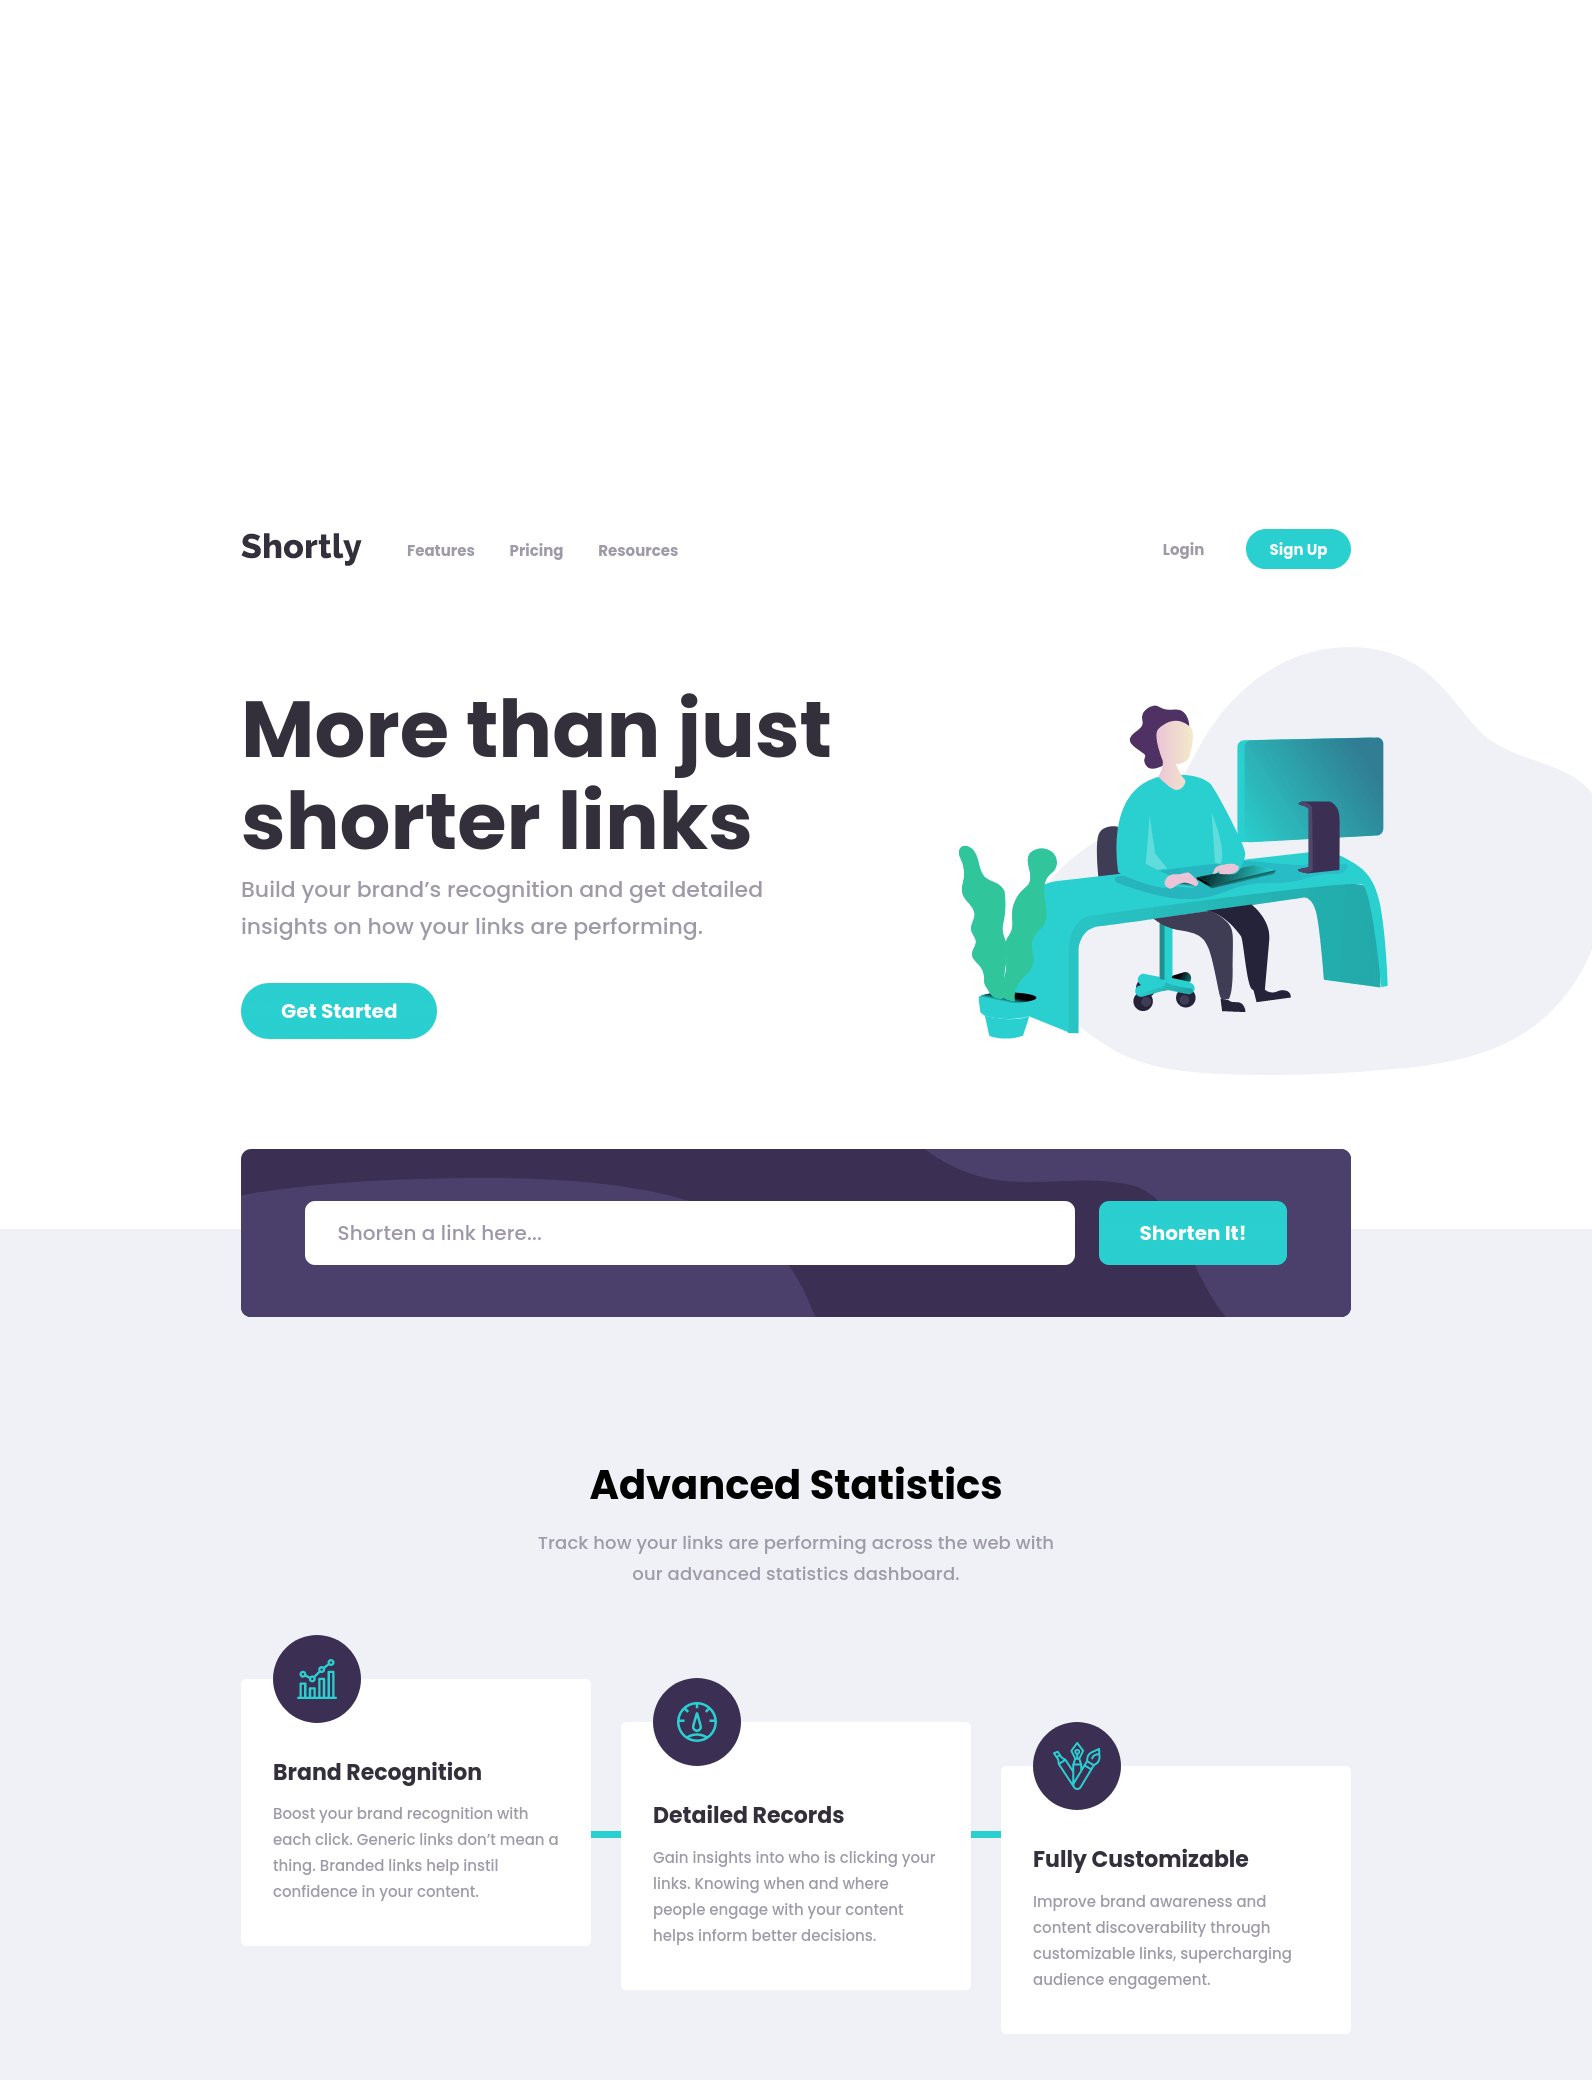 Shortly
Features
Pricing
Resources
Login
Sign Up
More than just
shorter links
Build your brand’s recognition and get detailed
insights on how your links are performing.
Get Started
Shorten a link here...
Shorten It!
Advanced Statistics
Track how your links are performing across the web with
our advanced statistics dashboard.
Brand Recognition
Boost your brand recognition with
each click. Generic links don’t mean a
thing. Branded links help instil
confidence in your content.
Detailed Records
Gain insights into who is clicking your
links. Knowing when and where
people engage with your content
helps inform better decisions.
Fully Customizable
Improve brand awareness and
content discoverability through
customizable links, supercharging
audience engagement.